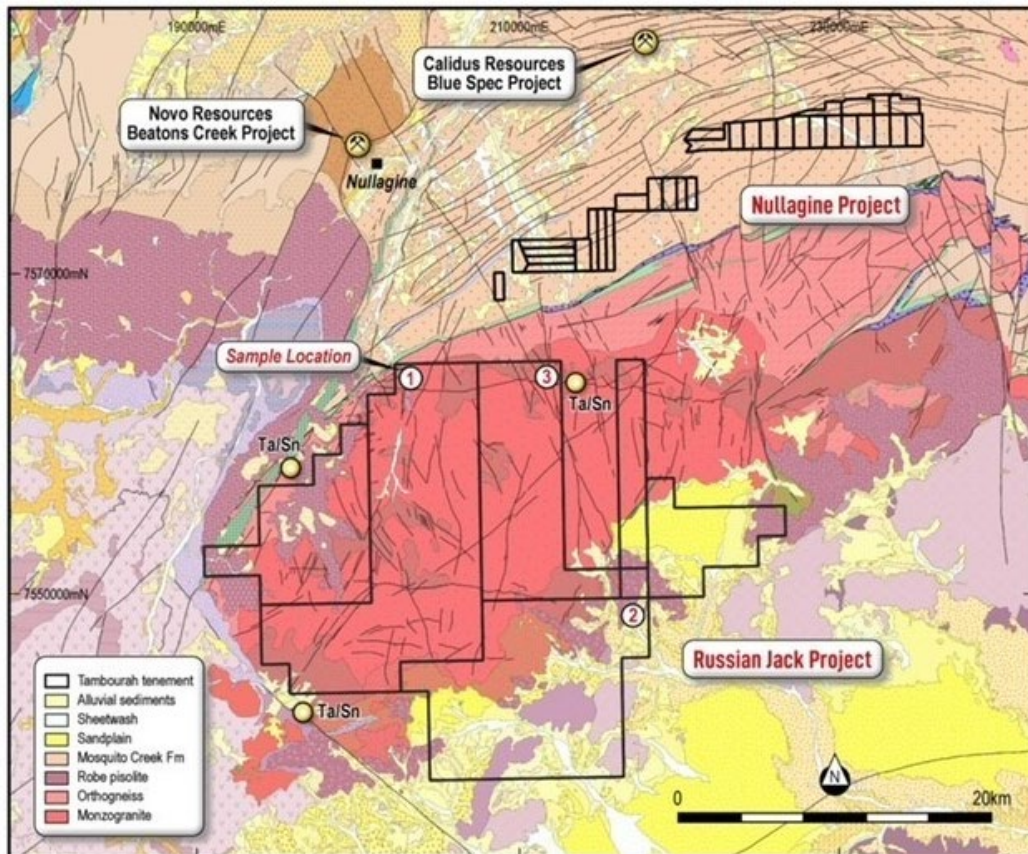 190000mE
210000mE
230000mE
Calidus Resources
Blue Spec Project
Novo Resources
Beatons Creek Project
Nullagine
Nullagine Project
7570000mN
Sample Location
1
3
Ta/Sn
Ta/Sn
7550000mN
2
Russian Jack Project
Ta/Sn
Tambourah tenement
Alluvial sediments
Sheetwash
Sandplain
Mosquito Creek Fm
Robe pisolite
Orthogneiss
Monzogranite
N
0
20km